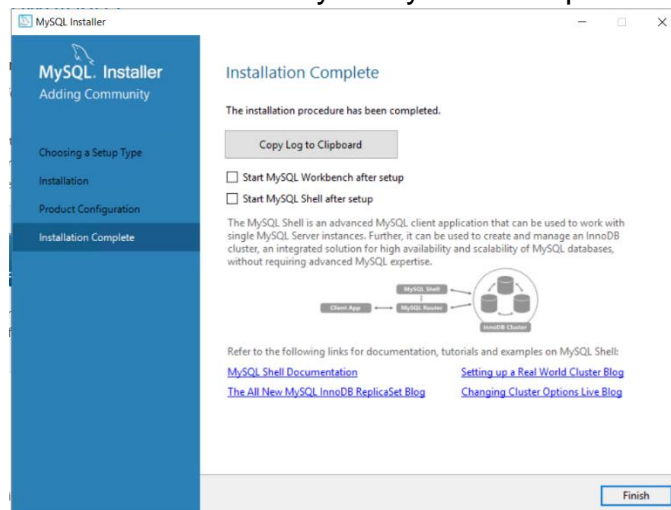 MySQL Installer
MySQL. Installer
Adding Community
Choosing a Setup Type
Installation
Product Configuration
Installation Complete
Installation Complete
The installation procedure has been completed.
Copy Log to Clipboard
Start MySQL Workbench after setup
Start MySQL Shell after setup
The MySQL Shell is an advanced MySQL client application that can be used to work with
single MySQL Server instances. Further, it can be used to create and manage an InnoDB
cluster, an integrated solution for high availability and scalability of MySQL databases,
without requiring advanced MySQL expertise.
MySQL Shell
Client App
MySQL Router
InnoDB Cluster
Refer to the following links for documentation, tutorials and examples on MySQL Shell:
MySQL Shell Documentation
Setting up a Real World Cluster Blog
The All New MySQL InnoDB ReplicaSet Blog
Changing Cluster Options Live Blog
Finish